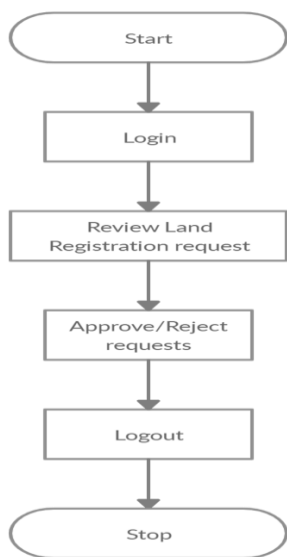 Start
Login
Review Land
Registration request
Approve/Reject
requests
Logout
Stop